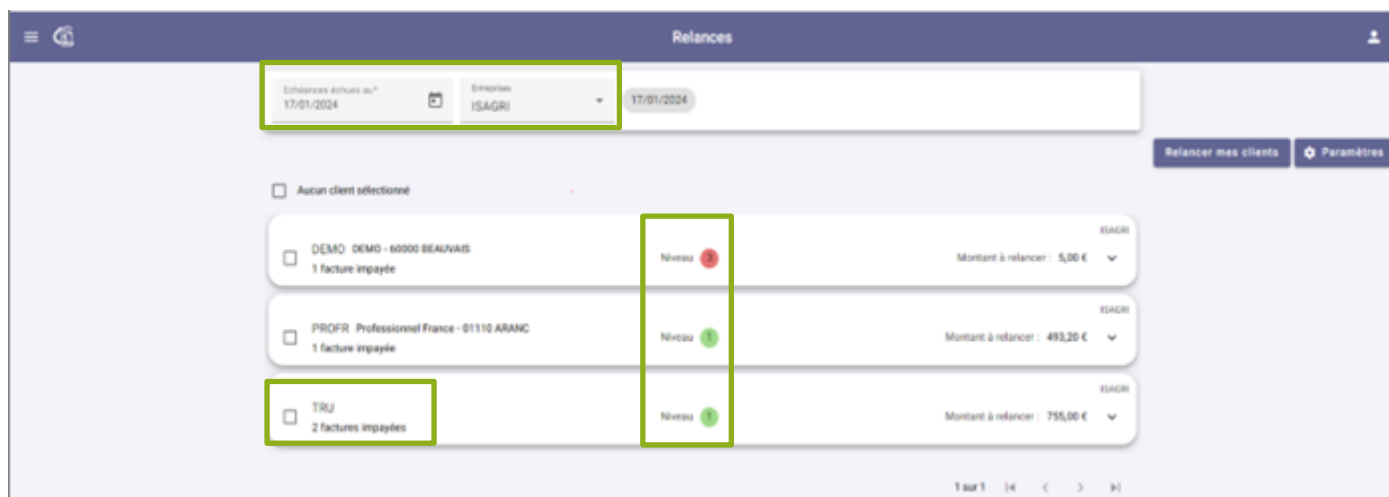 Relances
Echéances échues au*
17/01/2024
Entreprises
ISAGRI
17/01/2024
Relancer mes clients
Paramètres
Aucun client sélectionné
ISAGRI
DEMO DEMO - 60000 BEAUVAIS
1 facture impayée
Niveau 3
Montant à relancer : 5,00 €
ISAGRI
PROFR Professionnel France - 01110 ARANC
1 facture impayée
Niveau 1
Montant à relancer : 493,20 €
ISAGRI
TRU
2 factures impayées
Niveau 1
Montant à relancer : 755,00 €
1 sur 1